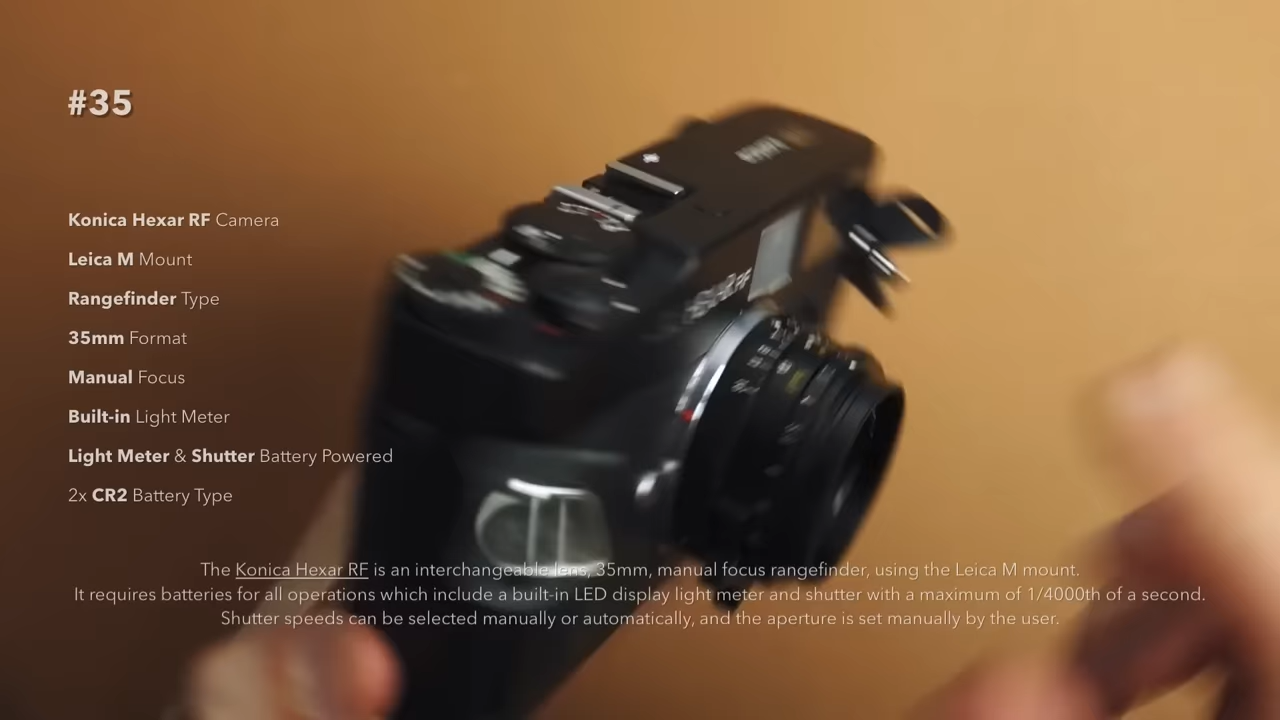 #35
Konica Hexar RF Camera
Leica M Mount
Rangefinder Type
35mm Format
Manual Focus
Built-in Light Meter
Light Meter & Shutter Battery Powered
2x CR2 Battery Type
The Konica Hexar RF is an interchangeable lens, 35mm, manual focus rangefinder, using the Leica M mount.
It requires batteries for all operations which include a built-in LED display light meter and shutter with a maximum of 1/4000th of a second.
Shutter speeds can be selected manually or automatically, and the aperture is set manually by the user.